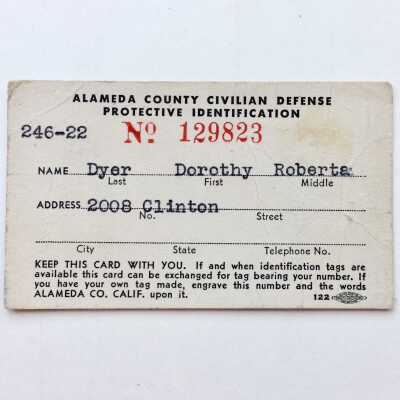 ALAMEDA COUNTY CIVILIAN DEFENSE
PROTECTIVE IDENTIFICATION
246-22 No 129823
NAME Dyer Dorothy Roberta
Last First Middle
ADDRESS 2008 Clinton
No. Street
City State Telephone No.
KEEP THIS CARD WITH YOU. If and when identification tags are
available this card can be exchanged for tag bearing your number. If
you have your own tag made, engrave this number and the words
ALAMEDA CO. CALIF. upon it.
122